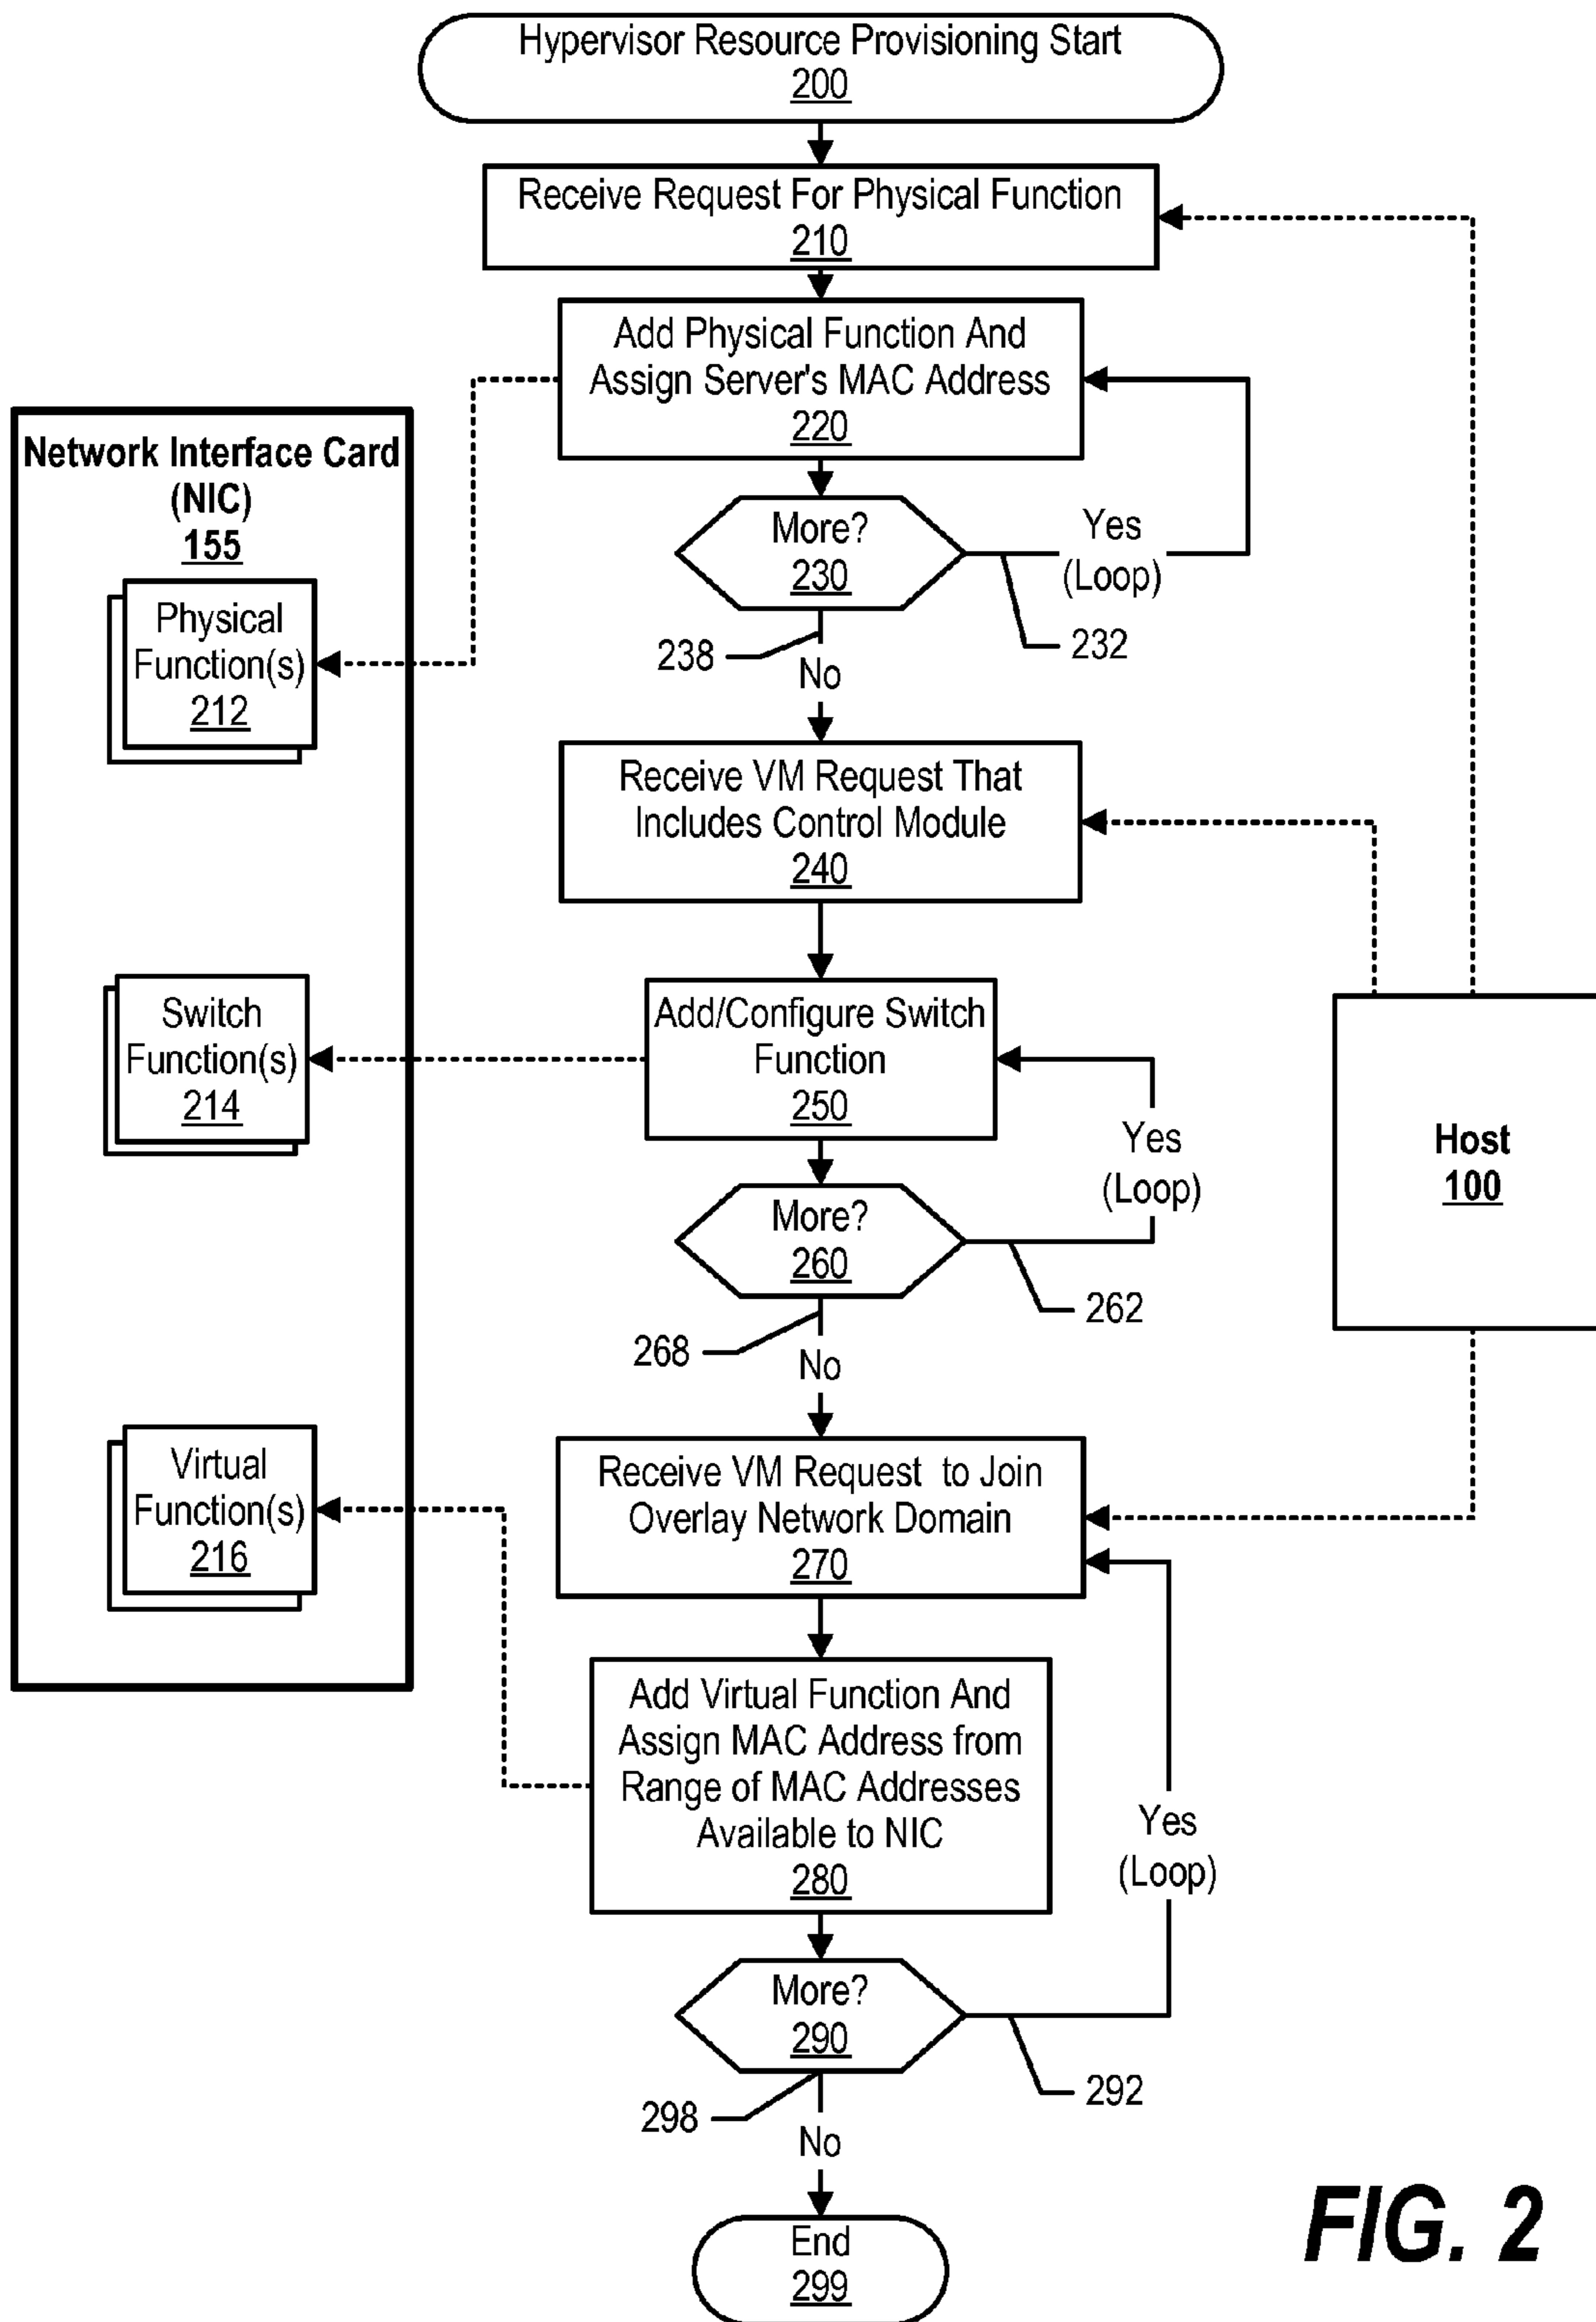 Hypervisor Resource Provisioning Start
200
Receive Request For Physical Function
210
Add Physical Function And
Assign Server's MAC Address
220
Network Interface Card
(NIC)
155
More?
230
Yes
(Loop)
232
238
No
Physical
Function(s)
212
Receive VM Request That
Includes Control Module
240
Switch
Function(s)
214
Add/Configure Switch
Function
250
Yes
(Loop)
Host
100
More?
260
262
268
No
Virtual
Function(s)
216
Receive VM Request to Join
Overlay Network Domain
270
Add Virtual Function And
Assign MAC Address from
Range of MAC Addresses
Available to NIC
280
Yes
(Loop)
More?
290
292
298
No
End
299
FIG. 2